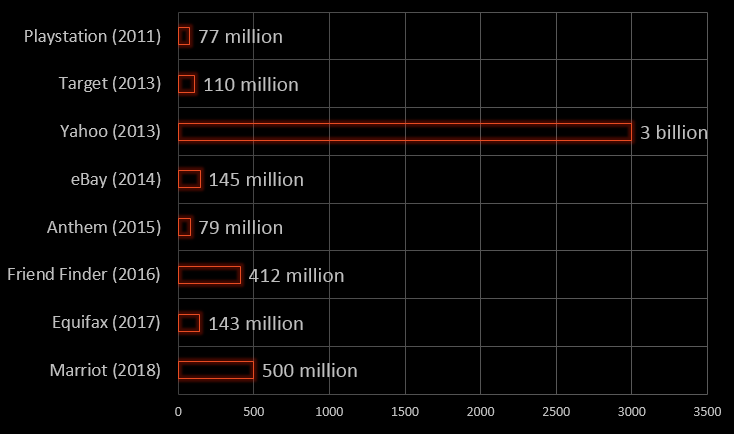 Playstation (2011) 77 million
Target (2013) 110 million
Yahoo (2013) 3 billion
eBay (2014) 145 million
Anthem (2015) 79 million
Friend Finder (2016) 412 million
Equifax (2017) 143 million
Marriot (2018) 500 million
0 500 1000 1500 2000 2500 3000 3500